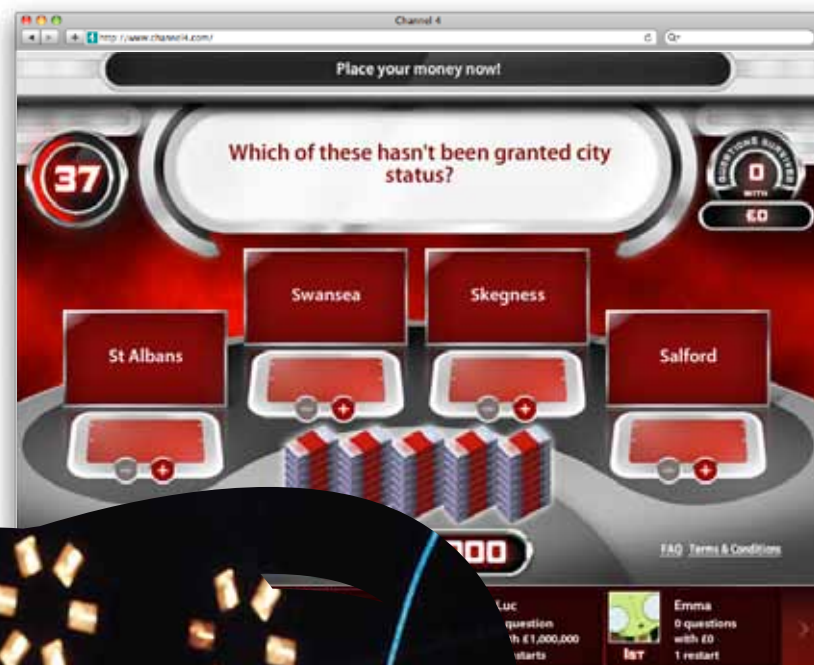 Channel 4
http://www.channel4.com/
Place your money now!
Which of these hasn't been granted city
status?
37
QUESTIONS SURVIVED
0
WITH
£0
Swansea
Skegness
St Albans
Salford
000
FAQ Terms & Conditions
Luc
question
th £1,000,000
starts
1ST
Emma
0 questions
with £0
1 restart